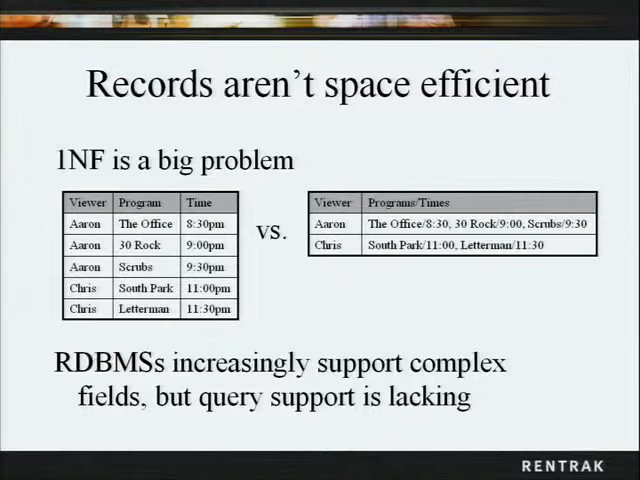 Records aren't space efficient
1NF is a big problem
Viewer Program Time
Aaron The Office 8:30pm
Aaron 30 Rock 9:00pm
Aaron Scrubs 9:30pm
Chris South Park 11:00pm
Chris Letterman 11:30pm
vs.
Viewer Programs/Times
Aaron The Office/8:30, 30 Rock/9:00, Scrubs/9:30
Chris South Park/11:00, Letterman/11:30
RDBMSs increasingly support complex
fields, but query support is lacking
RENTRAK